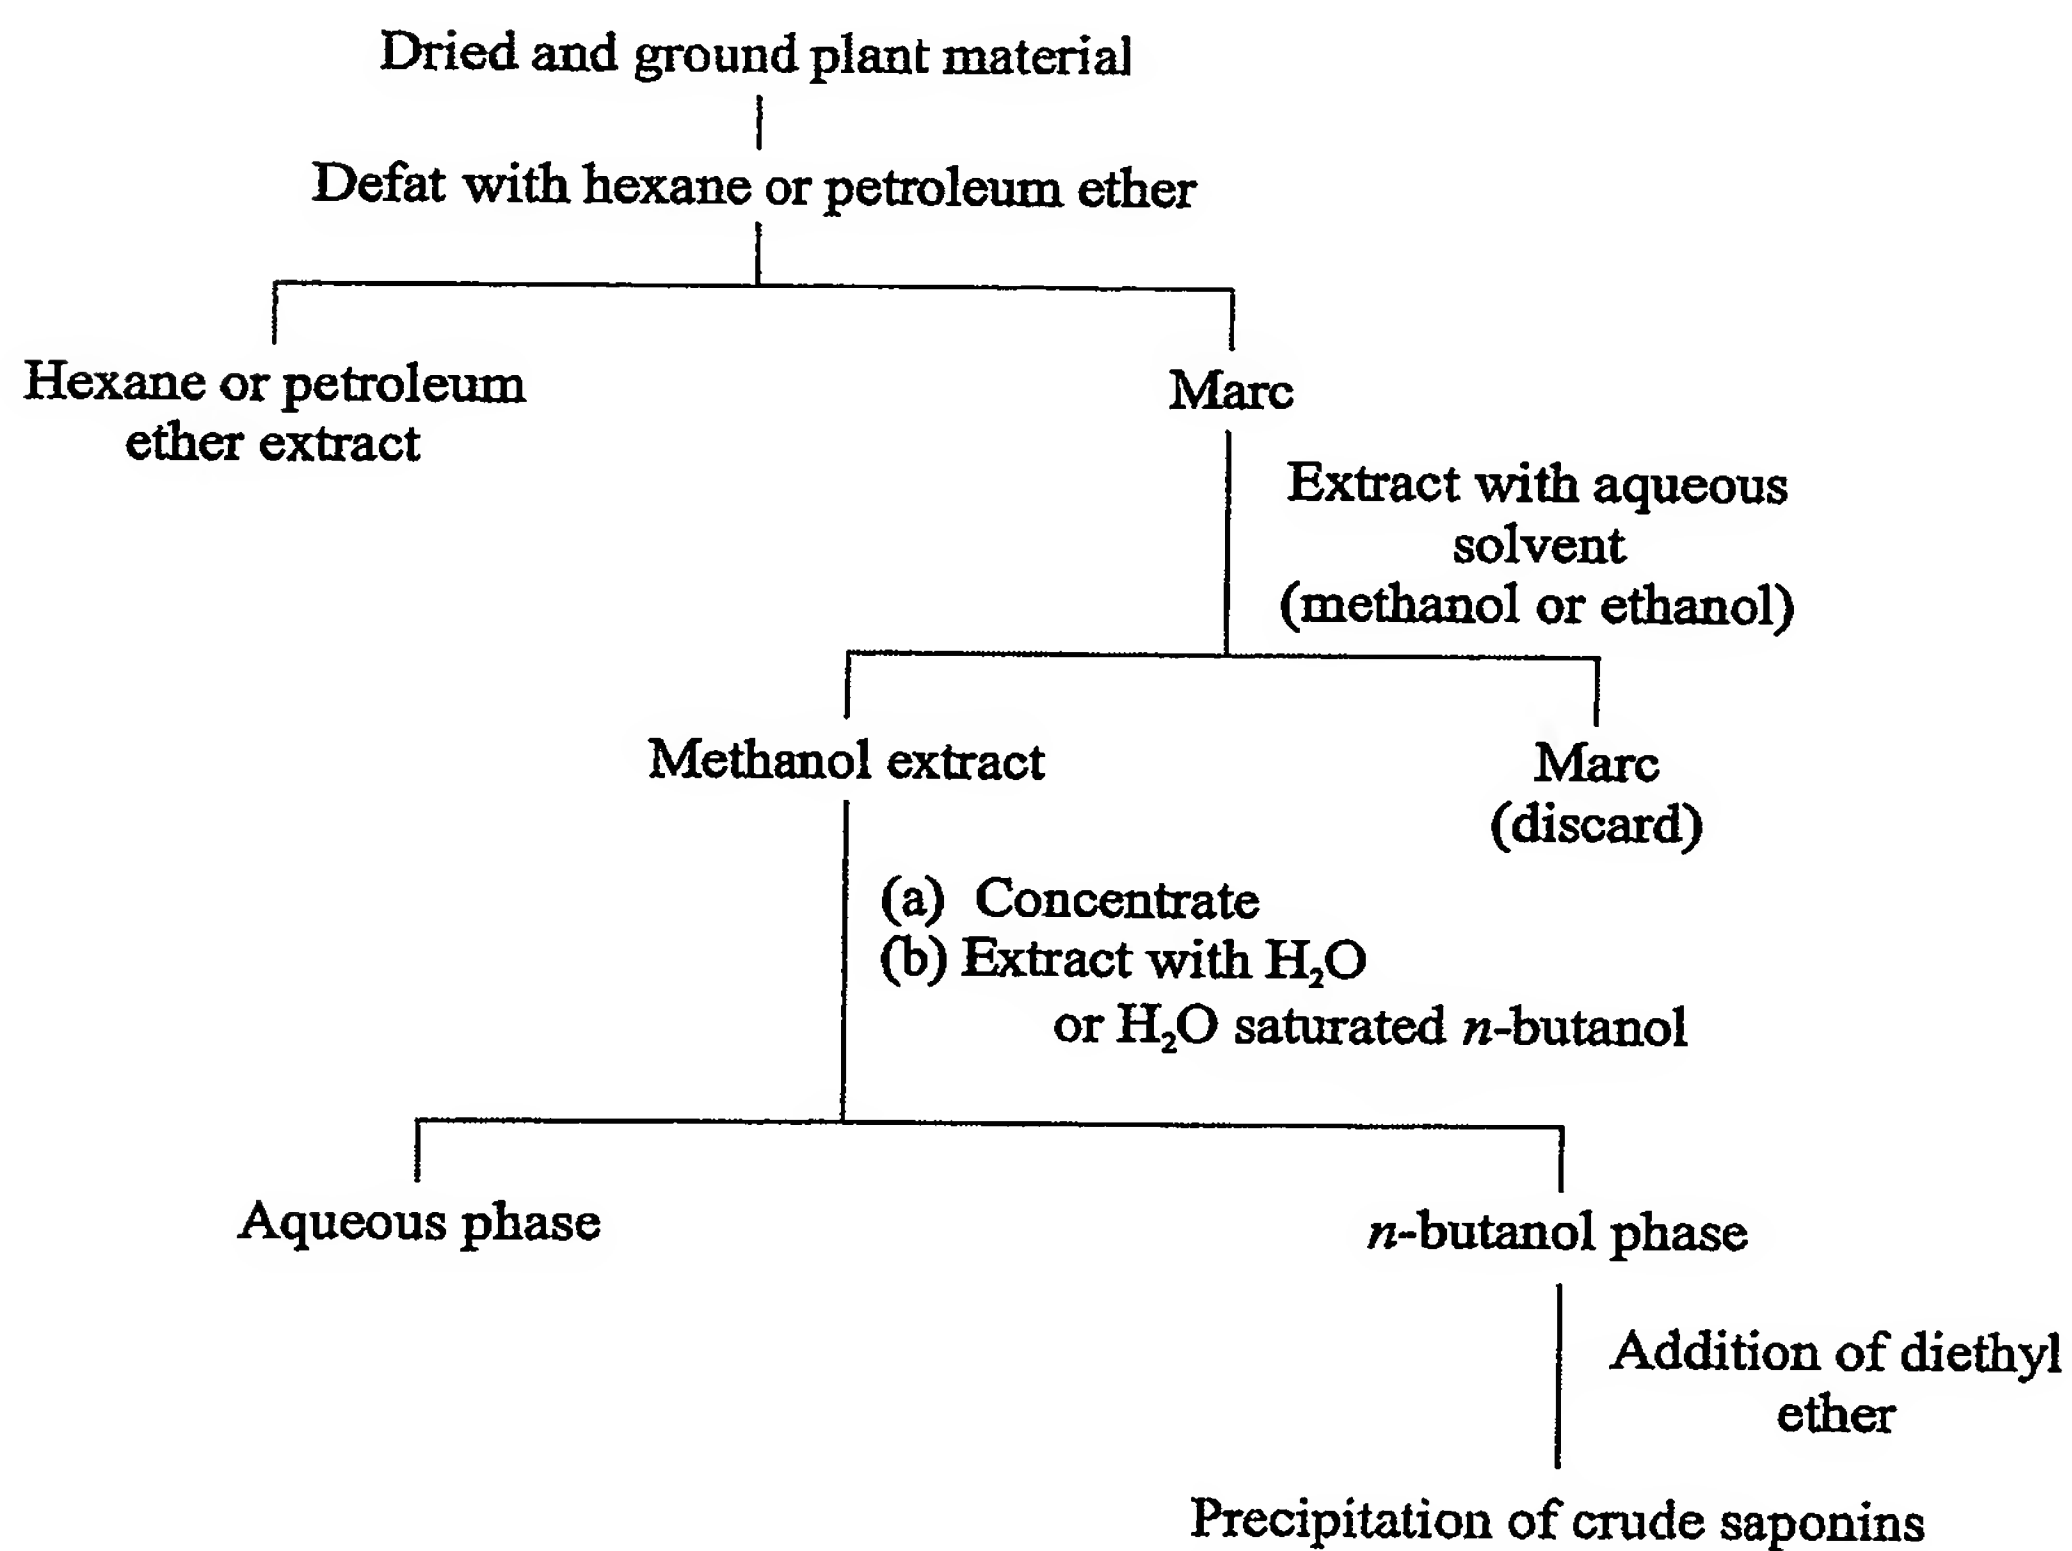 Dried and ground plant material
Defat with hexane or petroleum ether
Hexane or petroleum
ether extract
Marc
Extract with aqueous
solvent
(methanol or ethanol)
Methanol extract
Marc
(discard)
(a) Concentrate
(b) Extract with H₂O
or H₂O saturated n-butanol
Aqueous phase
n-butanol phase
Addition of diethyl
ether
Precipitation of crude saponins